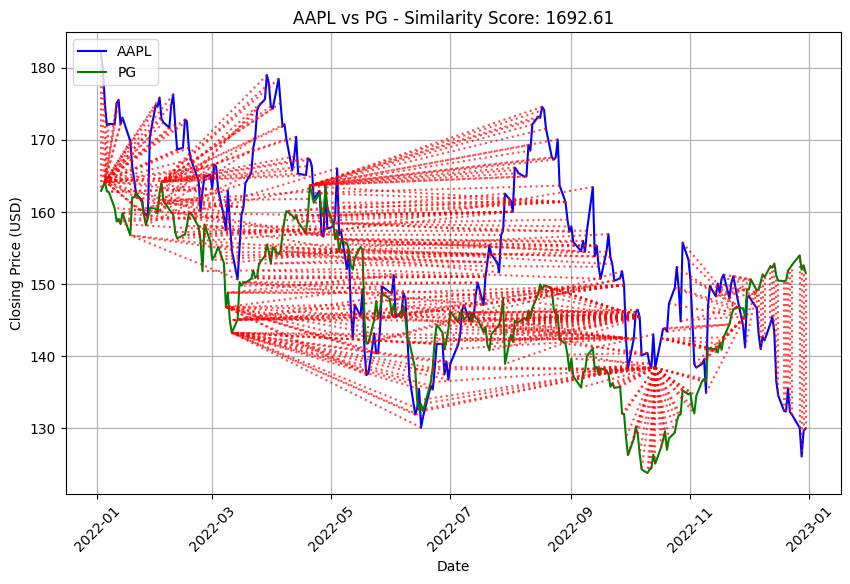 AAPL vs PG - Similarity Score: 1692.61
AAPL
PG
Closing Price (USD)
180
170
160
150
140
130
2022-01
2022-03
2022-05
2022-07
2022-09
2022-11
2023-01
Date